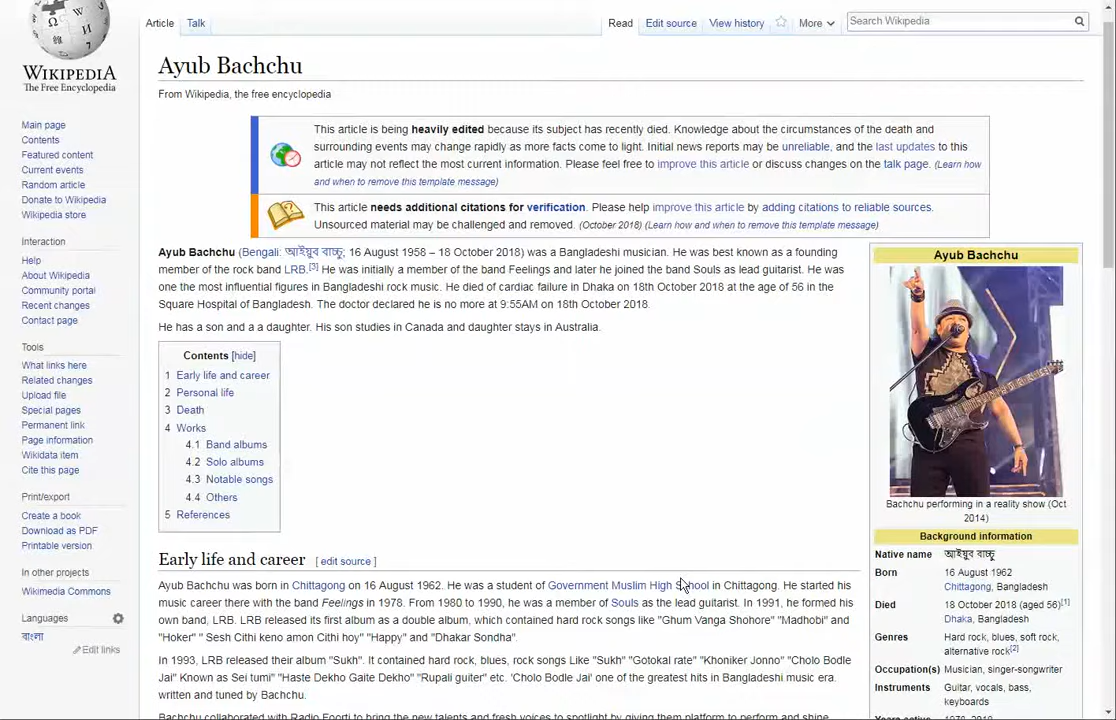 WIKIPEDIA
The Free Encyclopedia
Main page
Contents
Featured content
Current events
Random article
Donate to Wikipedia
Wikipedia store
Interaction
Help
About Wikipedia
Community portal
Recent changes
Contact page
Tools
What links here
Related changes
Upload file
Special pages
Permanent link
Page information
Wikidata item
Cite this page
Print/export
Create a book
Download as PDF
Printable version
In other projects
Wikimedia Commons
Languages
বাংলা
Edit links
Article Talk
Read Edit source View history More Search Wikipedia
Ayub Bachchu
From Wikipedia, the free encyclopedia
This article is being heavily edited because its subject has recently died. Knowledge about the circumstances of the death and
surrounding events may change rapidly as more facts come to light. Initial news reports may be unreliable, and the last updates to this
article may not reflect the most current information. Please feel free to improve this article or discuss changes on the talk page. (Learn how
and when to remove this template message)
This article needs additional citations for verification. Please help improve this article by adding citations to reliable sources.
Unsourced material may be challenged and removed. (October 2018) (Learn how and when to remove this template message)
Ayub Bachchu (Bengali: আইয়ুব বাচ্চু; 16 August 1958 – 18 October 2018) was a Bangladeshi musician. He was best known as a founding
member of the rock band LRB.[3] He was initially a member of the band Feelings and later he joined the band Souls as lead guitarist. He was
one the most influential figures in Bangladeshi rock music. He died of cardiac failure in Dhaka on 18th October 2018 at the age of 56 in the
Square Hospital of Bangladesh. The doctor declared he is no more at 9:55AM on 18th October 2018.
He has a son and a a daughter. His son studies in Canada and daughter stays in Australia.
Contents [hide]
1 Early life and career
2 Personal life
3 Death
4 Works
4.1 Band albums
4.2 Solo albums
4.3 Notable songs
4.4 Others
5 References
Early life and career [ edit source ]
Ayub Bachchu was born in Chittagong on 16 August 1962. He was a student of Government Muslim High School in Chittagong. He started his
music career there with the band Feelings in 1978. From 1980 to 1990, he was a member of Souls as the lead guitarist. In 1991, he formed his
own band, LRB. LRB released its first album as a double album, which contained hard rock songs like "Ghum Vanga Shohore" "Madhobi" and
"Hoker" " Sesh Cithi keno amon Cithi hoy" "Happy" and "Dhakar Sondha".
In 1993, LRB released their album "Sukh". It contained hard rock, blues, rock songs Like "Sukh" "Gotokal rate" "Khoniker Jonno" "Cholo Bodle
Jai" Known as Sei tumi" "Haste Dekho Gaite Dekho" "Rupali guiter" etc. 'Cholo Bodle Jai' one of the greatest hits in Bangladeshi music era.
written and tuned by Bachchu.
Bachchu collaborated with Radio Foorti to bring the new talents and fresh voices to spotlight by giving them platform to perform and shine
Ayub Bachchu
Bachchu performing in a reality show (Oct
2014)
Background information
Native name আইয়ুব বাচ্চু
Born 16 August 1962
Chittagong, Bangladesh
Died 18 October 2018 (aged 56)[1]
Dhaka, Bangladesh
Genres Hard rock, blues, soft rock,
alternative rock[2]
Occupation(s) Musician, singer-songwriter
Instruments Guitar, vocals, bass,
keyboards